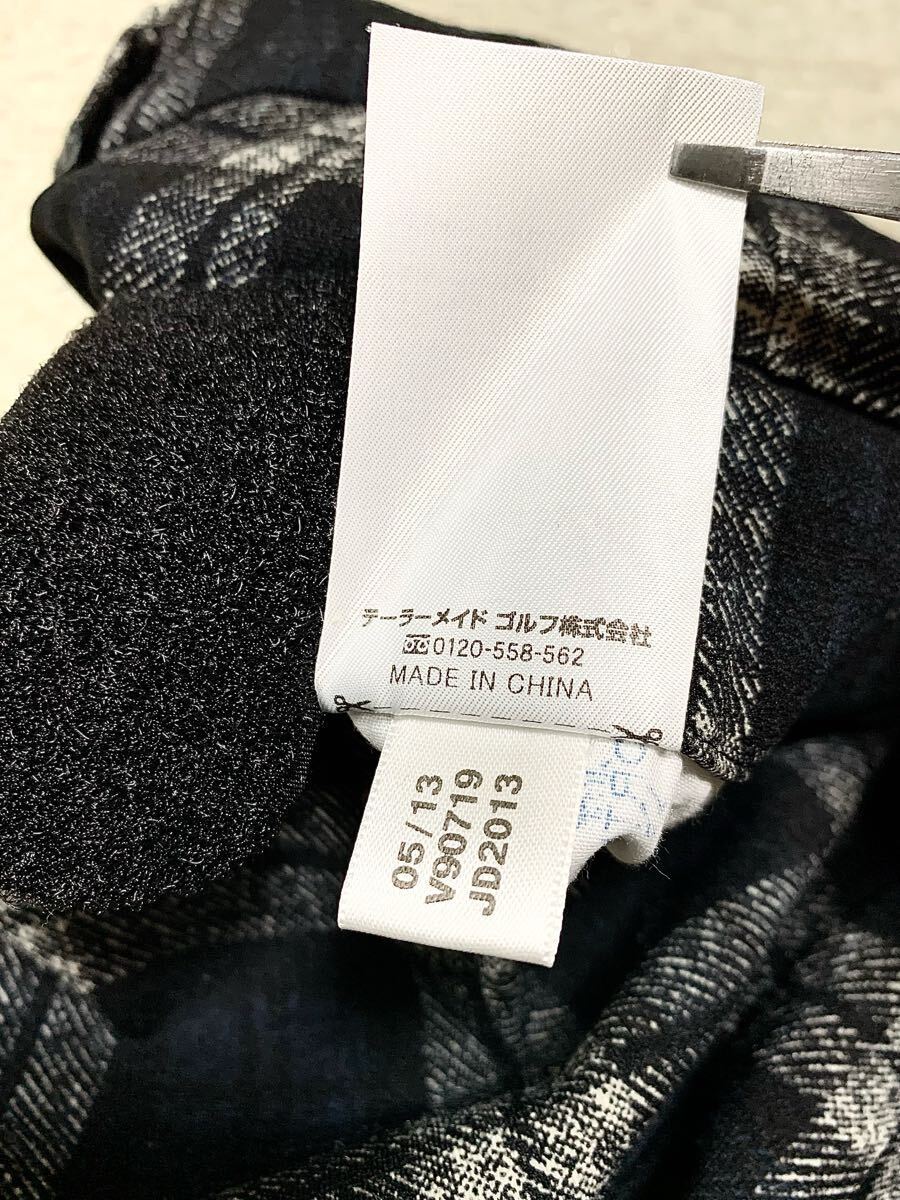 テーラーメイド ゴルフ株式会社
0120-558-562
MADE IN CHINA
05/13
V90719
JD2013